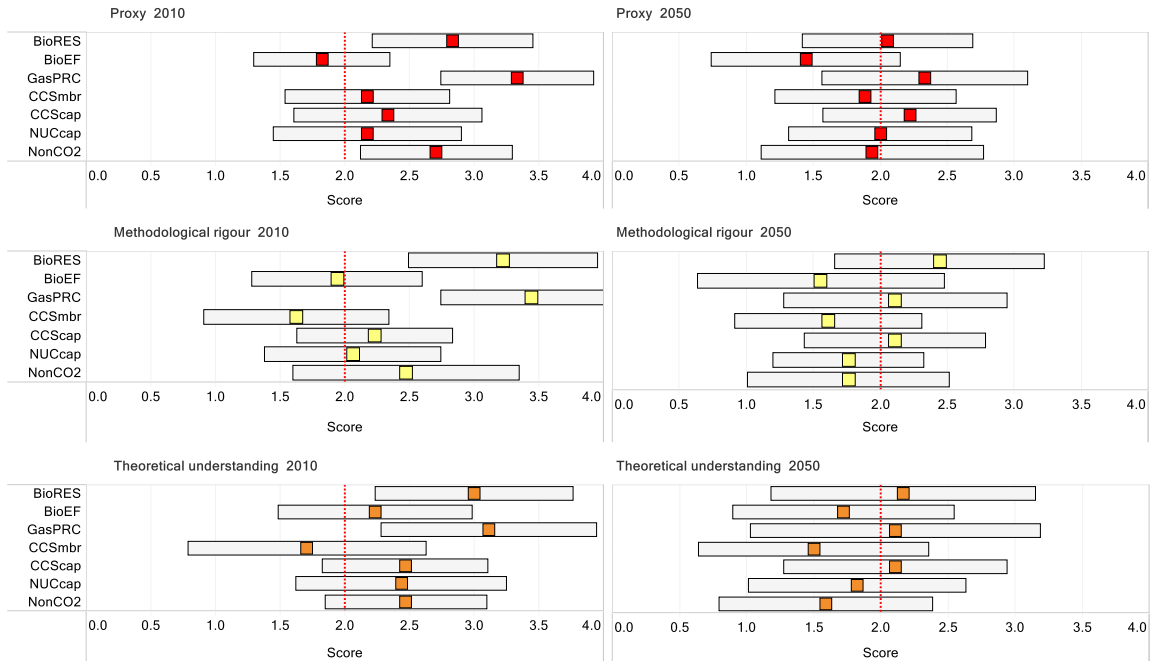 Proxy 2010
Proxy 2050
BioRES
BioEF
GasPRC
CCSmbr
CCScap
NUCcap
NonCO2
0.0 0.5 1.0 1.5 2.0 2.5 3.0 3.5 4.0
0.0 0.5 1.0 1.5 2.0 2.5 3.0 3.5 4.0
Score
Score
Methodological rigour 2010
Methodological rigour 2050
BioRES
BioEF
GasPRC
CCSmbr
CCScap
NUCcap
NonCO2
0.0 0.5 1.0 1.5 2.0 2.5 3.0 3.5 4.0
0.0 0.5 1.0 1.5 2.0 2.5 3.0 3.5 4.0
Score
Score
Theoretical understanding 2010
Theoretical understanding 2050
BioRES
BioEF
GasPRC
CCSmbr
CCScap
NUCcap
NonCO2
0.0 0.5 1.0 1.5 2.0 2.5 3.0 3.5 4.0
0.0 0.5 1.0 1.5 2.0 2.5 3.0 3.5 4.0
Score
Score